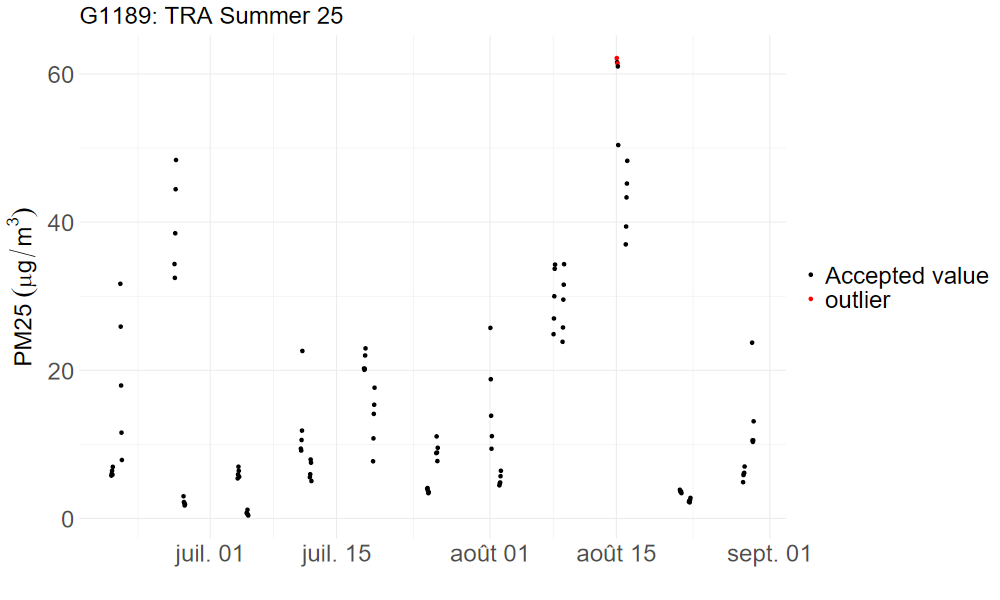 G1189: TRA Summer 25
PM25 (μg/m³)
60
40
20
0
juil. 01
juil. 15
août 01
août 15
sept. 01
Accepted value
outlier